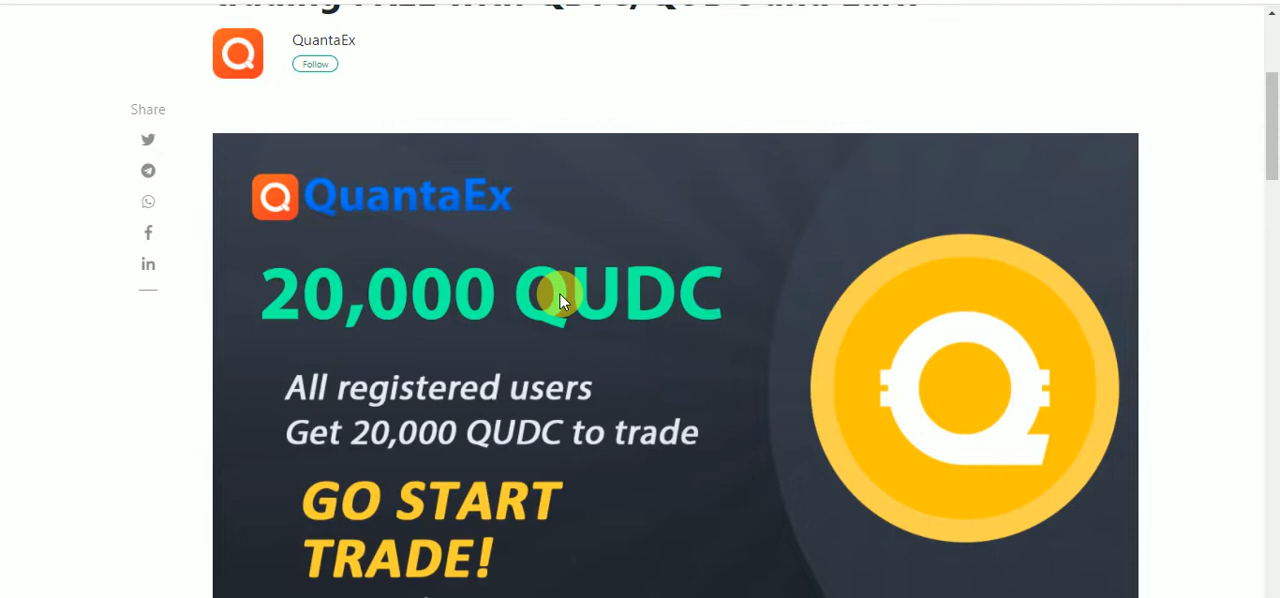 QuantaEx
Follow
Share
QuantaEx
20,000 QUDC
All registered users
Get 20,000 QUDC to trade
GO START
TRADE!